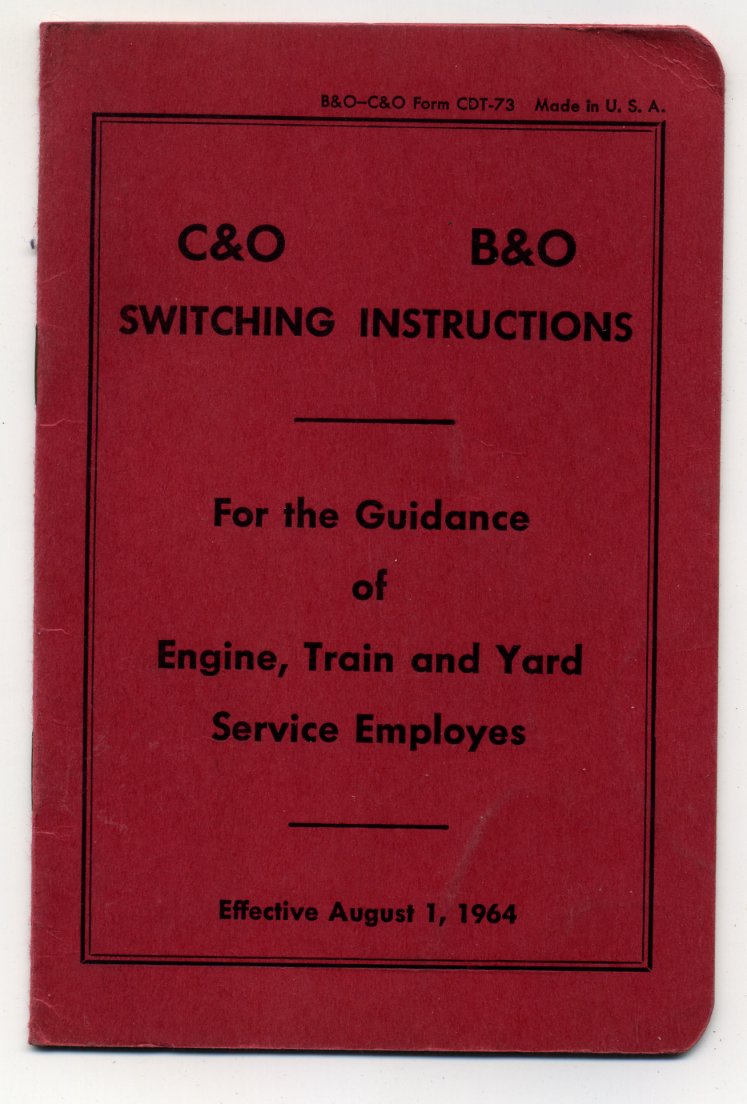 B&O—C&O Form CDT-73 Made in U. S. A.
C&O B&O
SWITCHING INSTRUCTIONS
For the Guidance
of
Engine, Train and Yard
Service Employes
Effective August 1, 1964